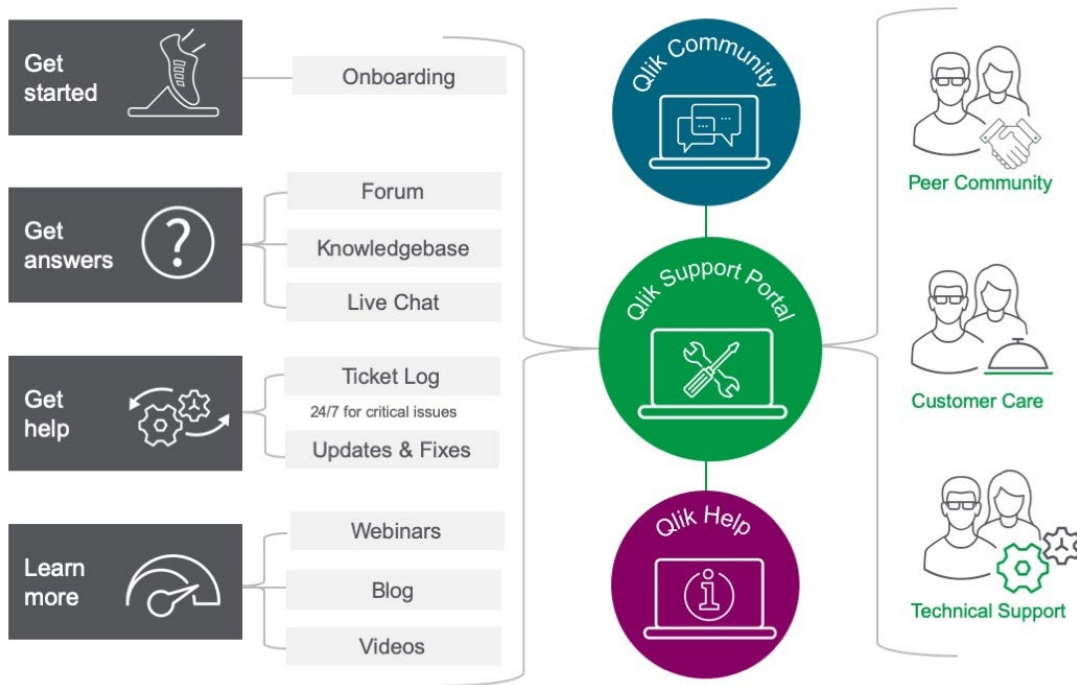 Get
started
Onboarding
Get
answers
Forum
Knowledgebase
Live Chat
Get
help
Ticket Log
24/7 for critical issues
Updates & Fixes
Learn
more
Webinars
Blog
Videos
Qlik Community
Qlik Support Portal
Qlik Help
Peer Community
Customer Care
Technical Support